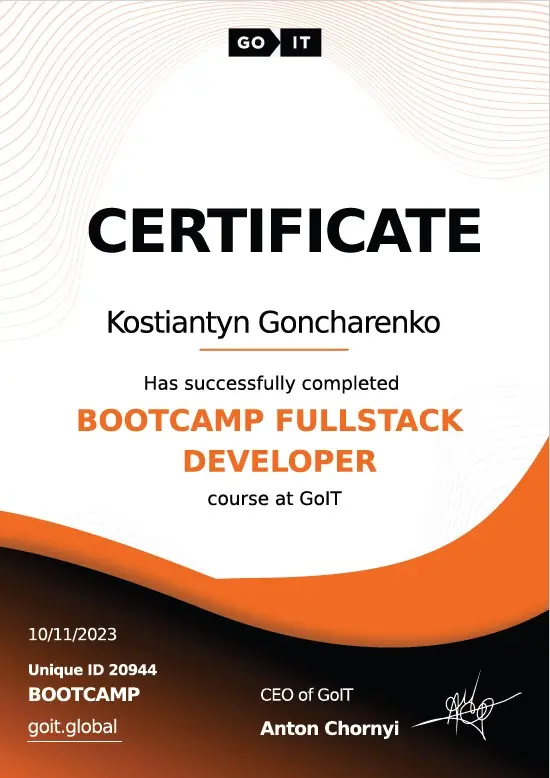 GO IT
CERTIFICATE
Kostiantyn Goncharenko
Has successfully completed
BOOTCAMP FULLSTACK
DEVELOPER
course at GoIT
10/11/2023
Unique ID 20944
BOOTCAMP
CEO of GoIT
goit.global
Anton Chornyi